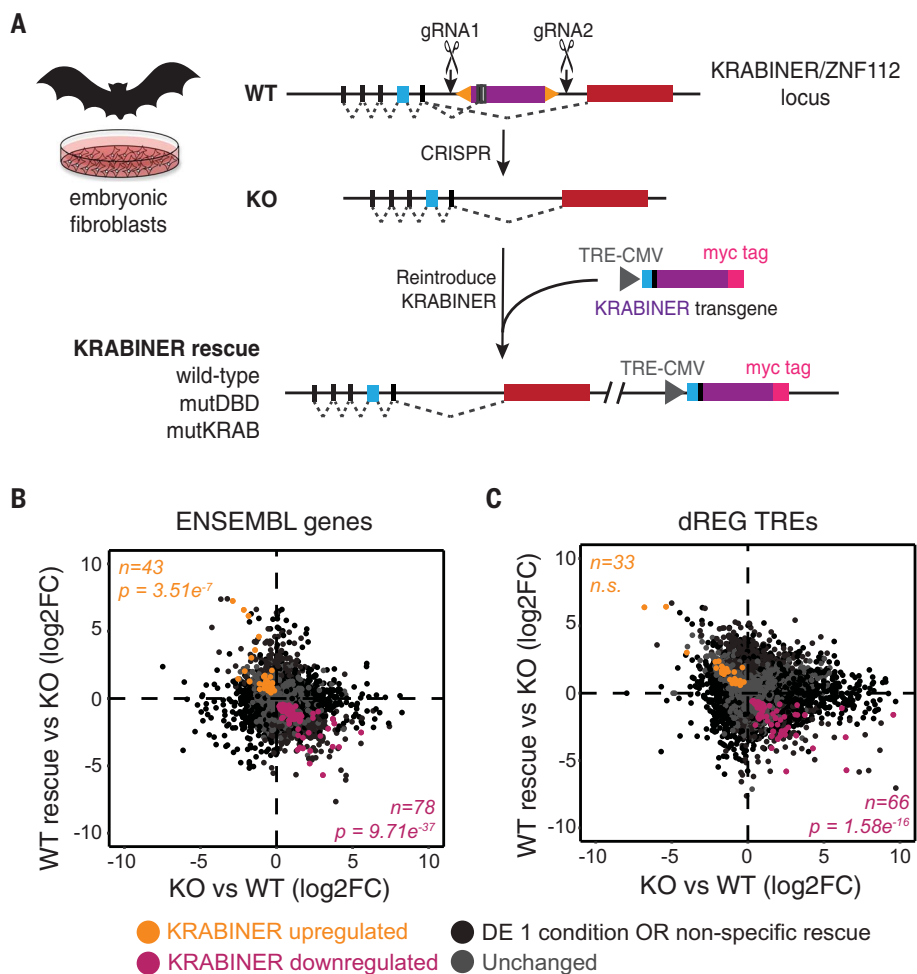 A
gRNA1 gRNA2
WT
KRABINER/ZNF112
locus
CRISPR
embryonic
fibroblasts
KO
Reintroduce
KRABINER
TRE-CMV
myc tag
KRABINER transgene
KRABINER rescue
wild-type
mutDBD
mutKRAB
TRE-CMV
myc tag
B
ENSEMBL genes
WT rescue vs KO (log2FC)
10
5
0
-5
-10
n=43
p = 3.51e-7
n=78
p = 9.71e-37
-10 -5 0 5 10
KO vs WT (log2FC)
C
dREG TREs
WT rescue vs KO (log2FC)
10
5
0
-5
-10
n=33
n.s.
n=66
p = 1.58e-16
-10 -5 0 5 10
KO vs WT (log2FC)
KRABINER upregulated
DE 1 condition OR non-specific rescue
KRABINER downregulated
Unchanged